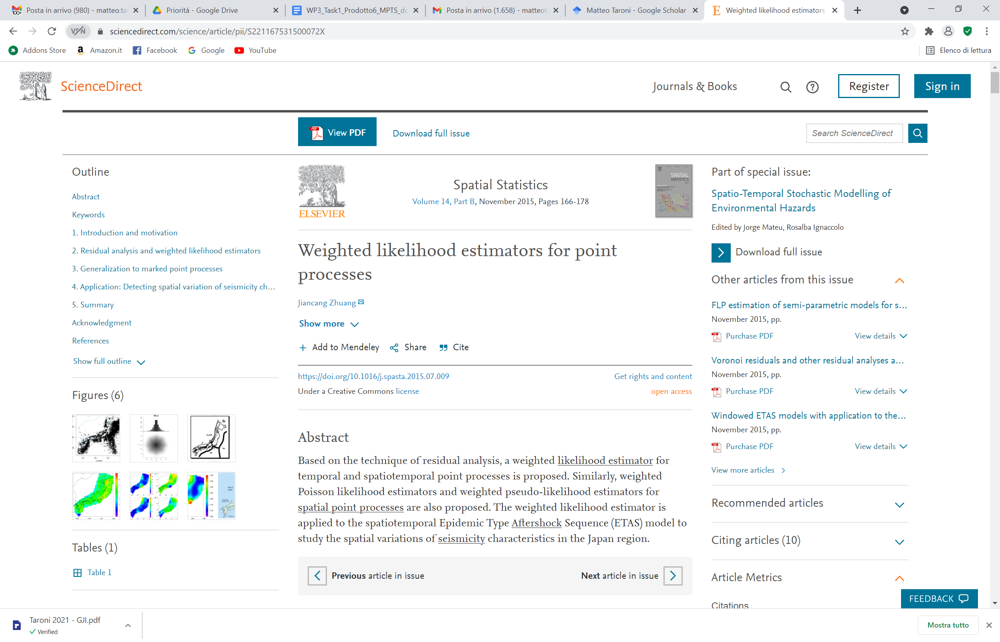 Posta in arrivo (980) - matteo.ta
Priorità - Google Drive
WP3_Task1_Prodotto6_MPTS_do
Posta in arrivo (1.658) - matteot
Matteo Taroni - Google Scholar
Weighted likelihood estimators
VPN
sciencedirect.com/science/article/pii/S221167531500072X
Addons Store
Amazon.it
Facebook
Google
YouTube
Elenco di lettura
ScienceDirect
Journals & Books
Register
Sign in
View PDF
Download full issue
Search ScienceDirect
Outline
Abstract
Keywords
1. Introduction and motivation
2. Residual analysis and weighted likelihood estimators
3. Generalization to marked point processes
4. Application: Detecting spatial variation of seismicity ch...
5. Summary
Acknowledgment
References
Show full outline
Figures (6)
Tables (1)
Table 1
ELSEVIER
Spatial Statistics
Volume 14, Part B, November 2015, Pages 166-178
SPATIAL
STATISTICS
Weighted likelihood estimators for point
processes
Jiancang Zhuang
Show more
Add to Mendeley
Share
Cite
https://doi.org/10.1016/j.spasta.2015.07.009
Get rights and content
Under a Creative Commons license
open access
Abstract
Based on the technique of residual analysis, a weighted likelihood estimator for
temporal and spatiotemporal point processes is proposed. Similarly, weighted
Poisson likelihood estimators and weighted pseudo-likelihood estimators for
spatial point processes are also proposed. The weighted likelihood estimator is
applied to the spatiotemporal Epidemic Type Aftershock Sequence (ETAS) model to
study the spatial variations of seismicity characteristics in the Japan region.
Previous article in issue
Next article in issue
Part of special issue:
Spatio-Temporal Stochastic Modelling of
Environmental Hazards
Edited by Jorge Mateu, Rosalba Ignaccolo
Download full issue
Other articles from this issue
FLP estimation of semi-parametric models for s...
November 2015, pp.
Purchase PDF
View details
Voronoi residuals and other residual analyses a...
November 2015, pp.
Purchase PDF
View details
Windowed ETAS models with application to the...
November 2015, pp.
Purchase PDF
View details
View more articles
Recommended articles
Citing articles (10)
Article Metrics
Citations
FEEDBACK
Taroni 2021 - GJI.pdf
Verified
Mostra tutto